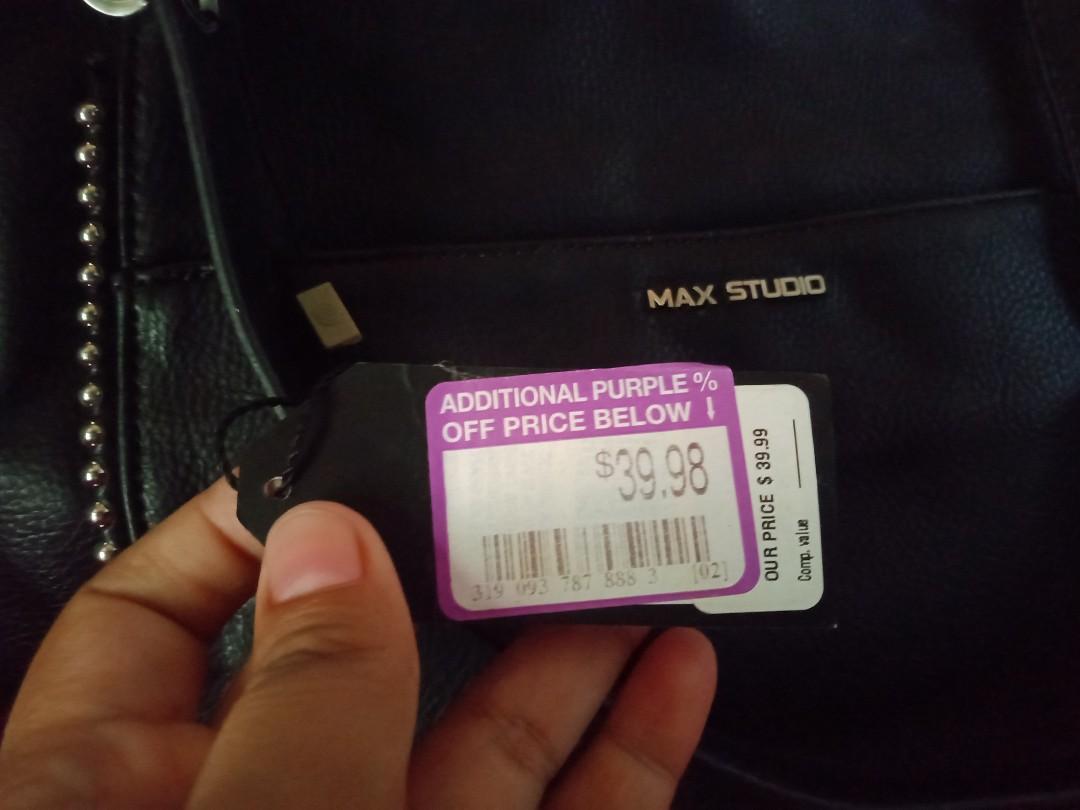 MAX STUDIO
ADDITIONAL PURPLE %
OFF PRICE BELOW ↓
$39.98
319 093 787 888 3 [02]
OUR PRICE $ 39.99
Comp. value